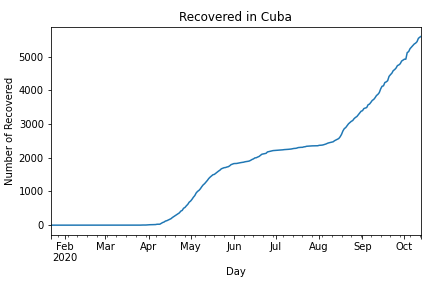 Recovered in Cuba
Number of Recovered
5000
4000
3000
2000
1000
0
Feb Mar Apr May Jun Jul Aug Sep Oct
2020
Day